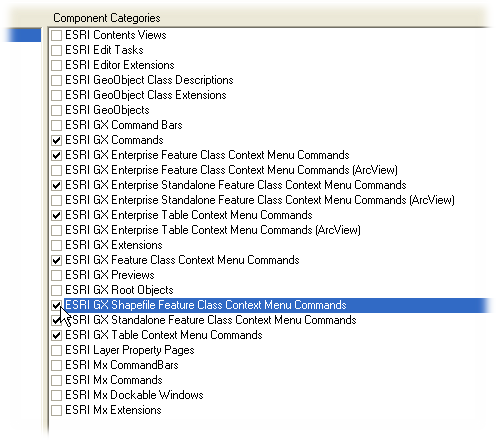 Component Categories
ESRI Contents Views
ESRI Edit Tasks
ESRI Editor Extensions
ESRI GeoObject Class Descriptions
ESRI GeoObject Class Extensions
ESRI GeoObjects
ESRI GX Command Bars
ESRI GX Commands
ESRI GX Enterprise Feature Class Context Menu Commands
ESRI GX Enterprise Feature Class Context Menu Commands (ArcView)
ESRI GX Enterprise Standalone Feature Class Context Menu Commands
ESRI GX Enterprise Standalone Feature Class Context Menu Commands (ArcView)
ESRI GX Enterprise Table Context Menu Commands
ESRI GX Enterprise Table Context Menu Commands (ArcView)
ESRI GX Extensions
ESRI GX Feature Class Context Menu Commands
ESRI GX Previews
ESRI GX Root Objects
ESRI GX Shapefile Feature Class Context Menu Commands
ESRI GX Standalone Feature Class Context Menu Commands
ESRI GX Table Context Menu Commands
ESRI Layer Property Pages
ESRI Mx CommandBars
ESRI Mx Commands
ESRI Mx Dockable Windows
ESRI Mx Extensions